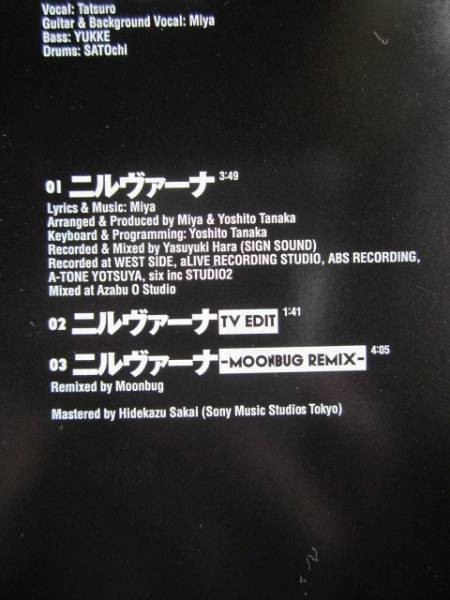 Vocal: Tatsuro
Guitar & Background Vocal: Miya
Bass: YUKKE
Drums: SATOchi
01 ニルヴァーナ 3:49
Lyrics & Music: Miya
Arranged & Produced by Miya & Yoshito Tanaka
Keyboard & Programming: Yoshito Tanaka
Recorded & Mixed by Yasuyuki Hara (SIGN SOUND)
Recorded at WEST SIDE, aLIVE RECORDING STUDIO, ABS RECORDING,
A-TONE YOTSUYA, six inc STUDIO2
Mixed at Azabu O Studio
02 ニルヴァーナ TV EDIT 1:41
03 ニルヴァーナ -MOONBUG REMIX- 4:05
Remixed by Moonbug
Mastered by Hidekazu Sakai (Sony Music Studios Tokyo)